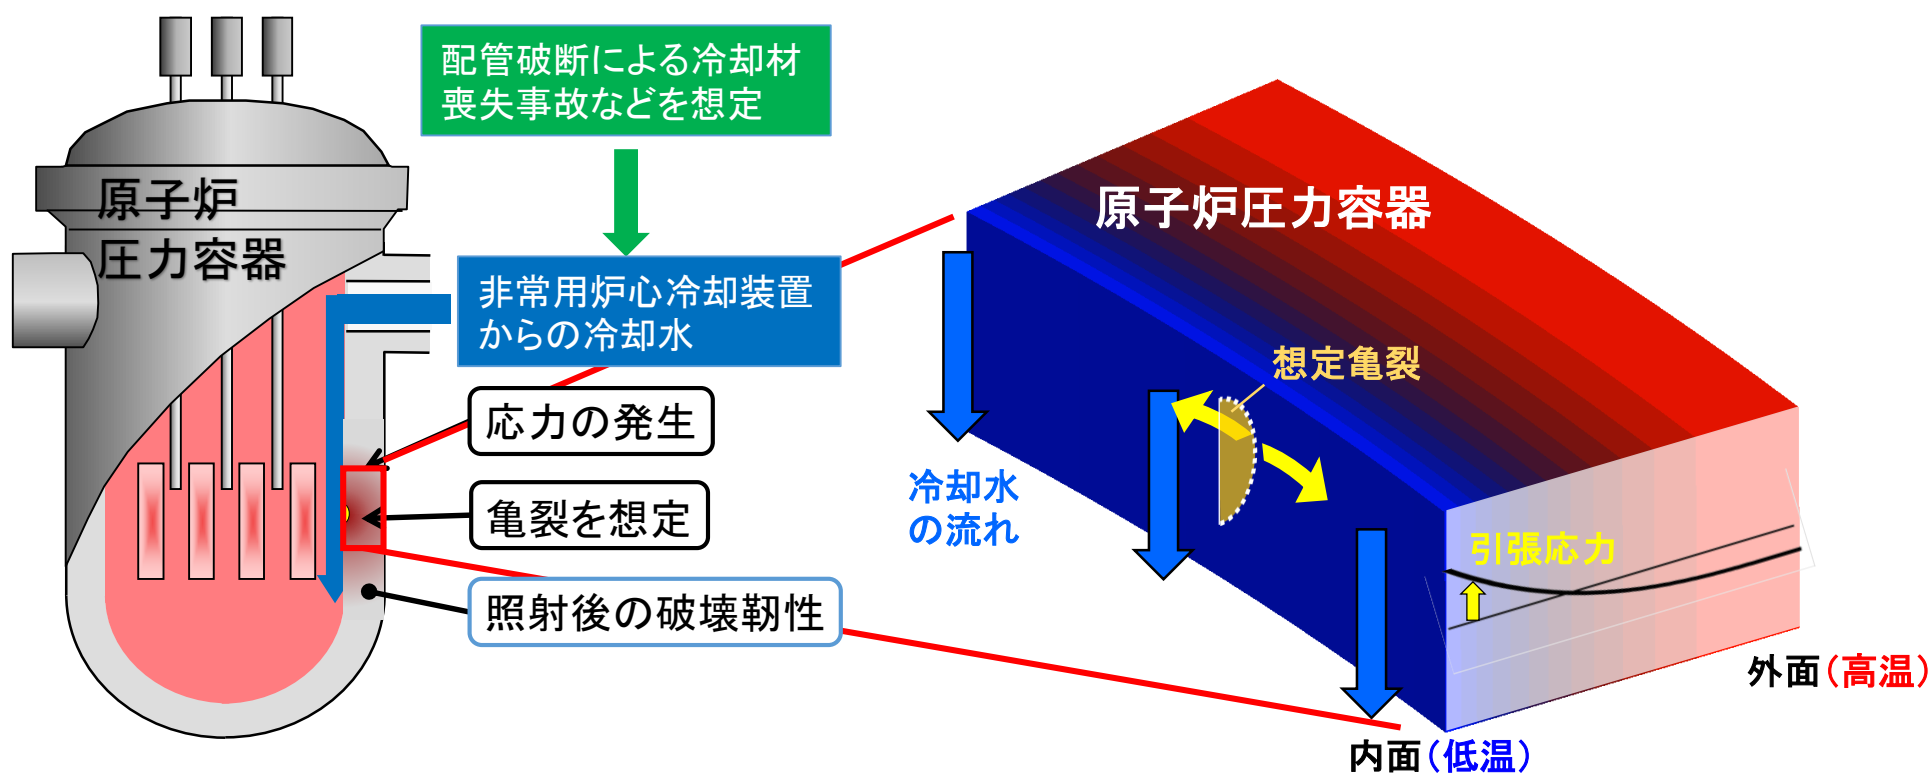 配管破断による冷却材
喪失事故などを想定
原子炉
圧力容器
非常用炉心冷却装置
からの冷却水
応力の発生
亀裂を想定
照射後の破壊靭性
原子炉圧力容器
想定亀裂
冷却水
の流れ
引張応力
外面(高温)
内面(低温)